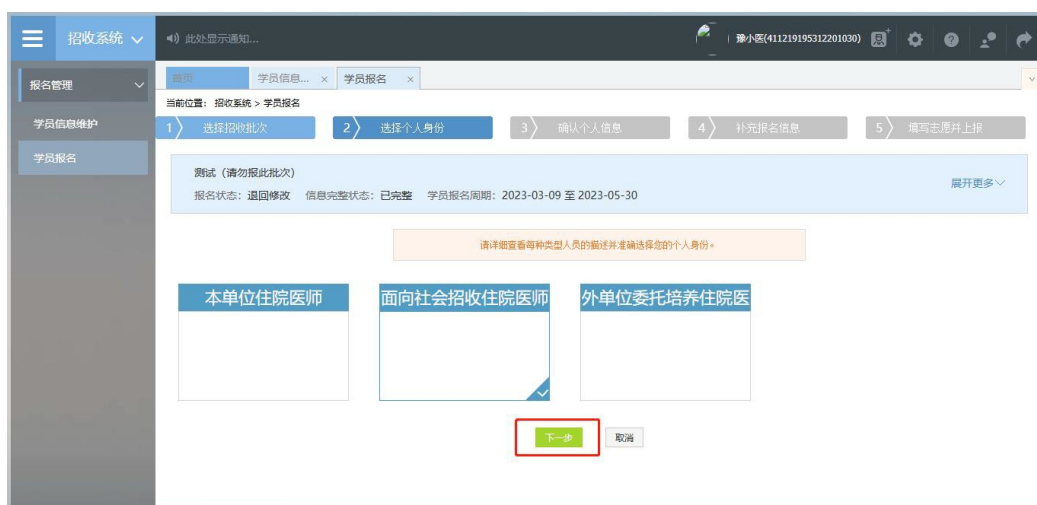 招收系统
此处显示通知...
豫小医(411219195312201030)
报名管理
学员信息维护
学员报名
首页
学员信息... ×
学员报名 ×
当前位置： 招收系统 > 学员报名
1 选择招收批次
2 选择个人身份
3 确认个人信息
4 补充报名信息
5 填写志愿并上报
测试（请勿报此批次）
报名状态：退回修改 信息完整状态：已完整 学员报名周期：2023-03-09 至 2023-05-30
展开更多
请详细查看每种类型人员的描述并准确选择您的个人身份。
本单位住院医师
面向社会招收住院医师
外单位委托培养住院医
下一步
取消